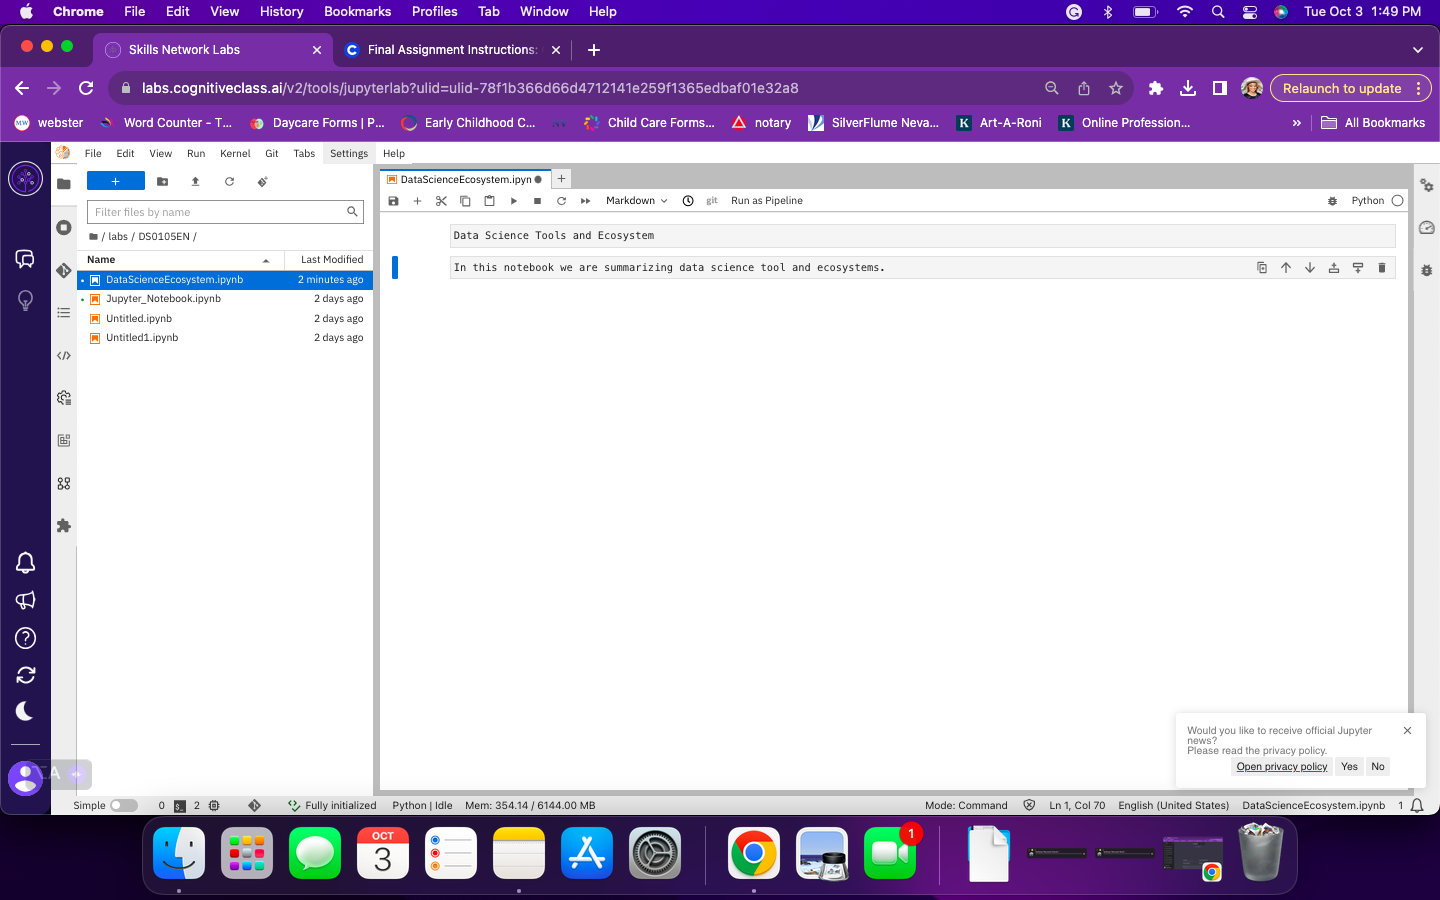 Chrome File Edit View History Bookmarks Profiles Tab Window Help Tue Oct 3 1:49 PM
Skills Network Labs Final Assignment Instructions:
labs.cognitiveclass.ai/v2/tools/jupyterlab?ulid=ulid-78f1b366d66d4712141e259f1365edbaf01e32a8 Relaunch to update
webster Word Counter - T... Daycare Forms | P... Early Childhood C... Child Care Forms... notary SilverFlume Neva... K Art-A-Roni K Online Profession... » All Bookmarks
File Edit View Run Kernel Git Tabs Settings Help
DataScienceEcosystem.ipyn
Filter files by name
Markdown git Run as Pipeline Python
/ labs / DS0105EN /
Name Last Modified
DataScienceEcosystem.ipynb 2 minutes ago
Jupyter_Notebook.ipynb 2 days ago
Untitled.ipynb 2 days ago
Untitled1.ipynb 2 days ago
Data Science Tools and Ecosystem
In this notebook we are summarizing data science tool and ecosystems.
Would you like to receive official Jupyter
news?
Please read the privacy policy.
Open privacy policy Yes No
Simple 0 2 Fully initialized Python | Idle Mem: 354.14 / 6144.00 MB Mode: Command Ln 1, Col 70 English (United States) DataScienceEcosystem.ipynb 1
OCT
3
1